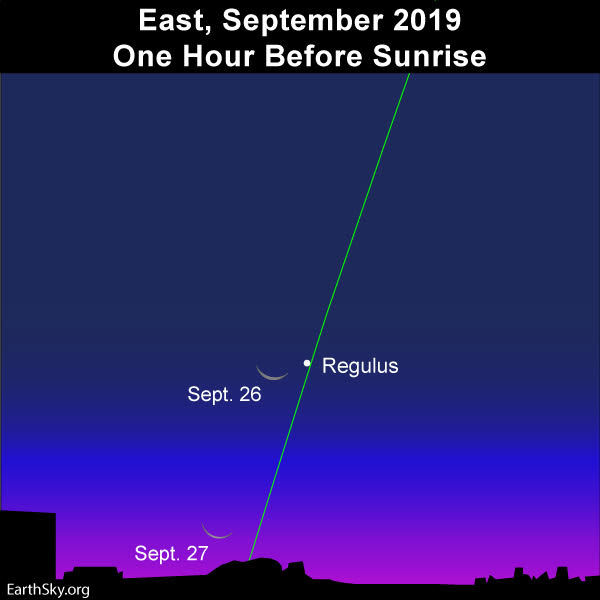 East, September 2019
One Hour Before Sunrise
Regulus
Sept. 26
Sept. 27
EarthSky.org